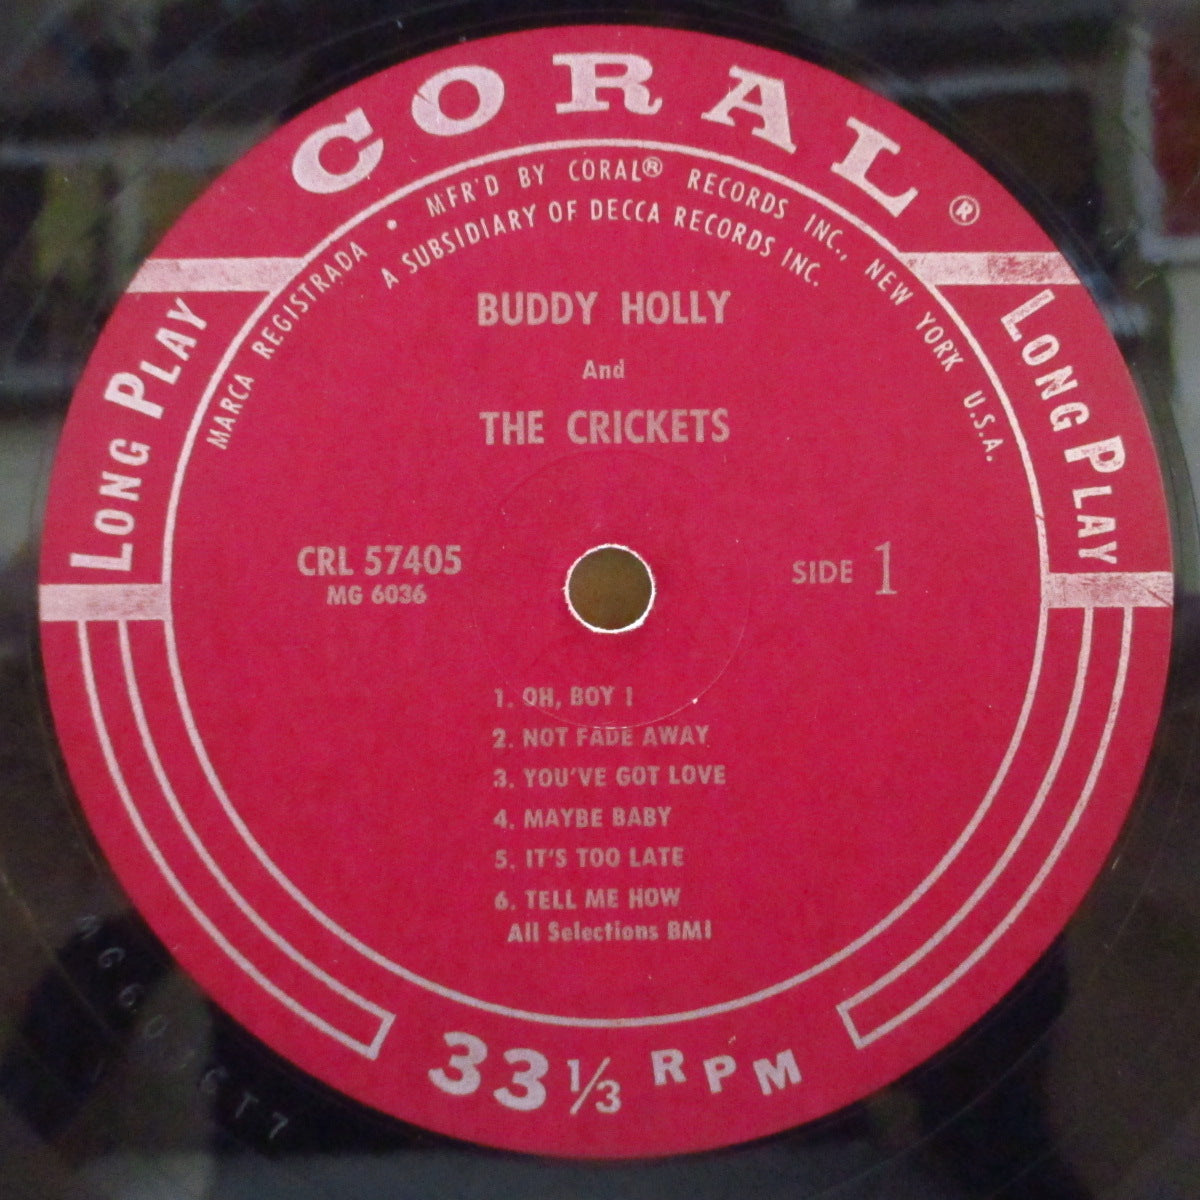 CORAL®
MARCA REGISTRADA • MFR'D BY CORAL® RECORDS INC., NEW YORK U.S.A.
A SUBSIDIARY OF DECCA RECORDS INC.
LONG PLAY
LONG PLAY
BUDDY HOLLY
And
THE CRICKETS
CRL 57405
MG 6036
SIDE 1
1. OH, BOY !
2. NOT FADE AWAY
3. YOU'VE GOT LOVE
4. MAYBE BABY
5. IT'S TOO LATE
6. TELL ME HOW
All Selections BMI
33 1/3 RPM